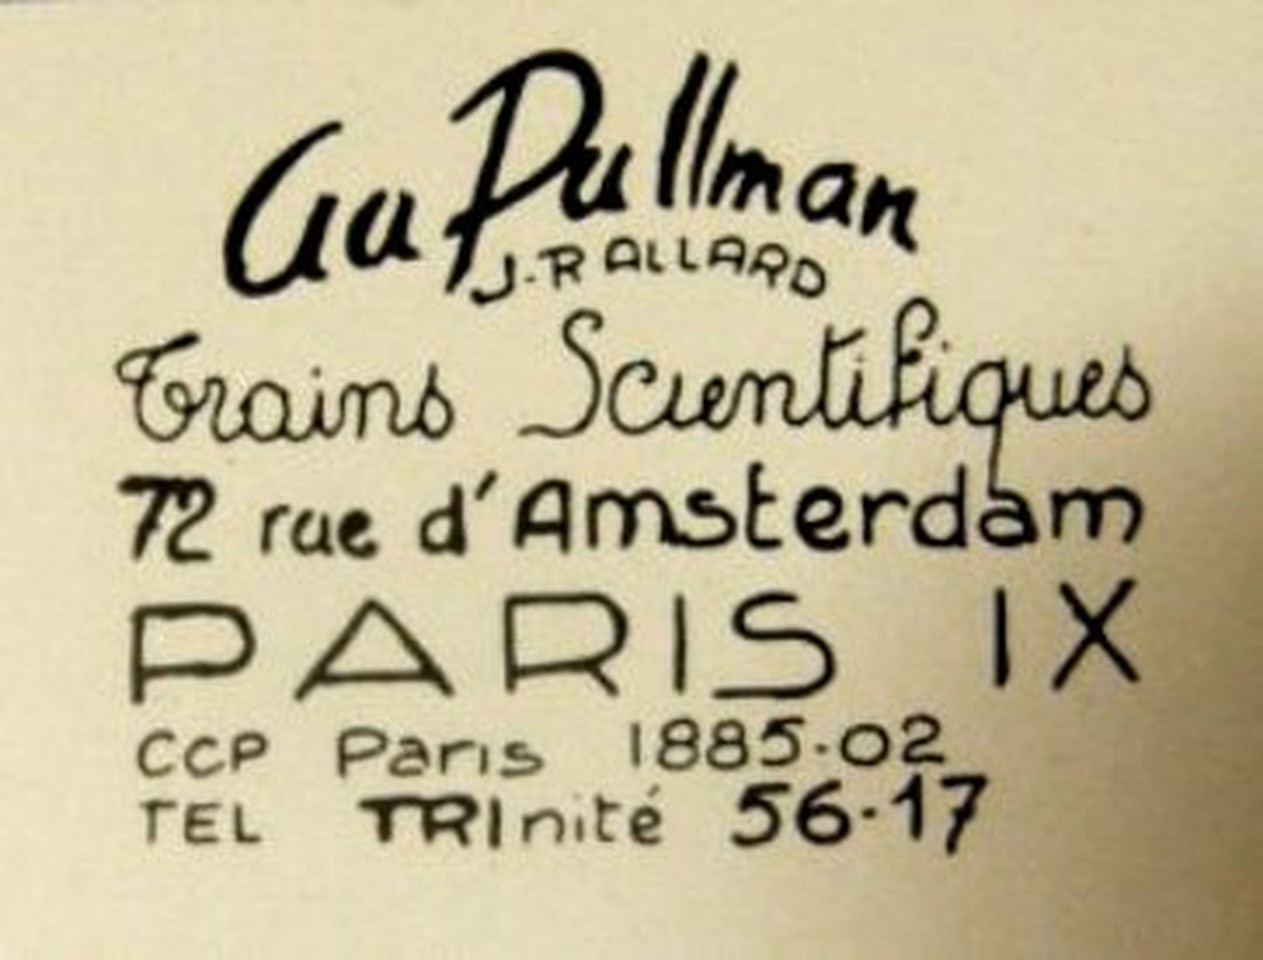 Au Pullman
J-R ALLARD
Trains Scientifiques
72 rue d'Amsterdam
PARIS IX
CCP Paris 1885-02
TEL TRInité 56-17